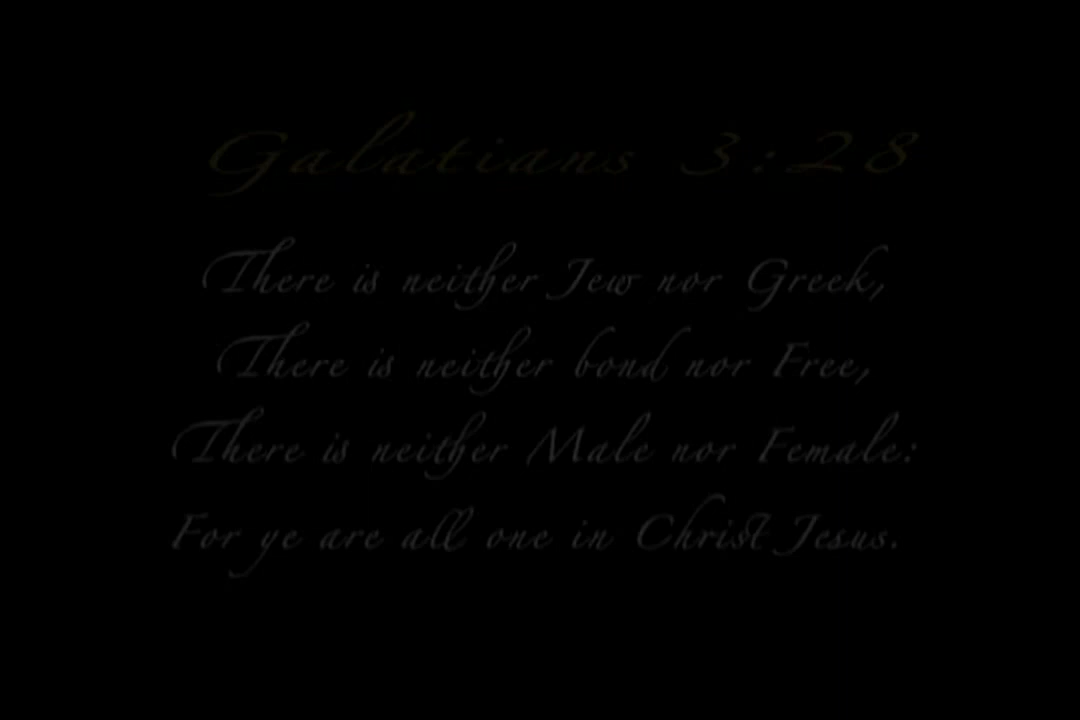 Galatians 3:28
There is neither Jew nor Greek,
There is neither bond nor Free,
There is neither Male nor Female:
For ye are all one in Christ Jesus.